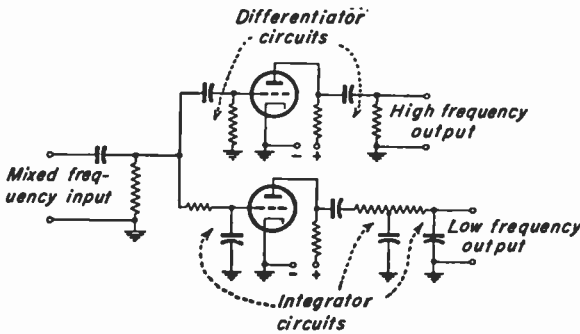 Differentiator
circuits
High frequency
output
- +
Mixed freq-
uency input
Low frequency
output
- +
Integrator
circuits